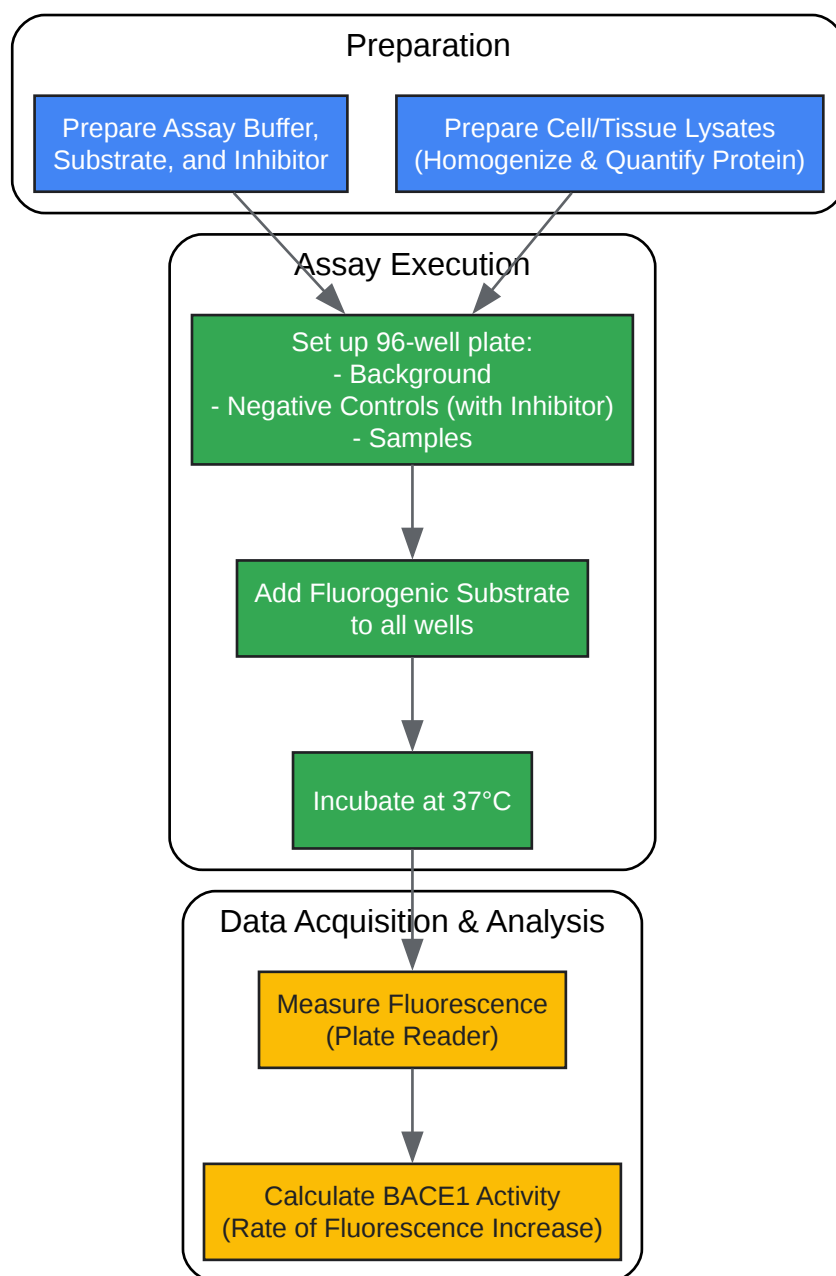 Preparation
Prepare Assay Buffer,
Substrate, and Inhibitor
Prepare Cell/Tissue Lysates
(Homogenize & Quantify Protein)
Assay Execution
Set up 96-well plate:
- Background
- Negative Controls (with Inhibitor)
- Samples
Add Fluorogenic Substrate
to all wells
Incubate at 37°C
Data Acquisition & Analysis
Measure Fluorescence
(Plate Reader)
Calculate BACE1 Activity
(Rate of Fluorescence Increase)